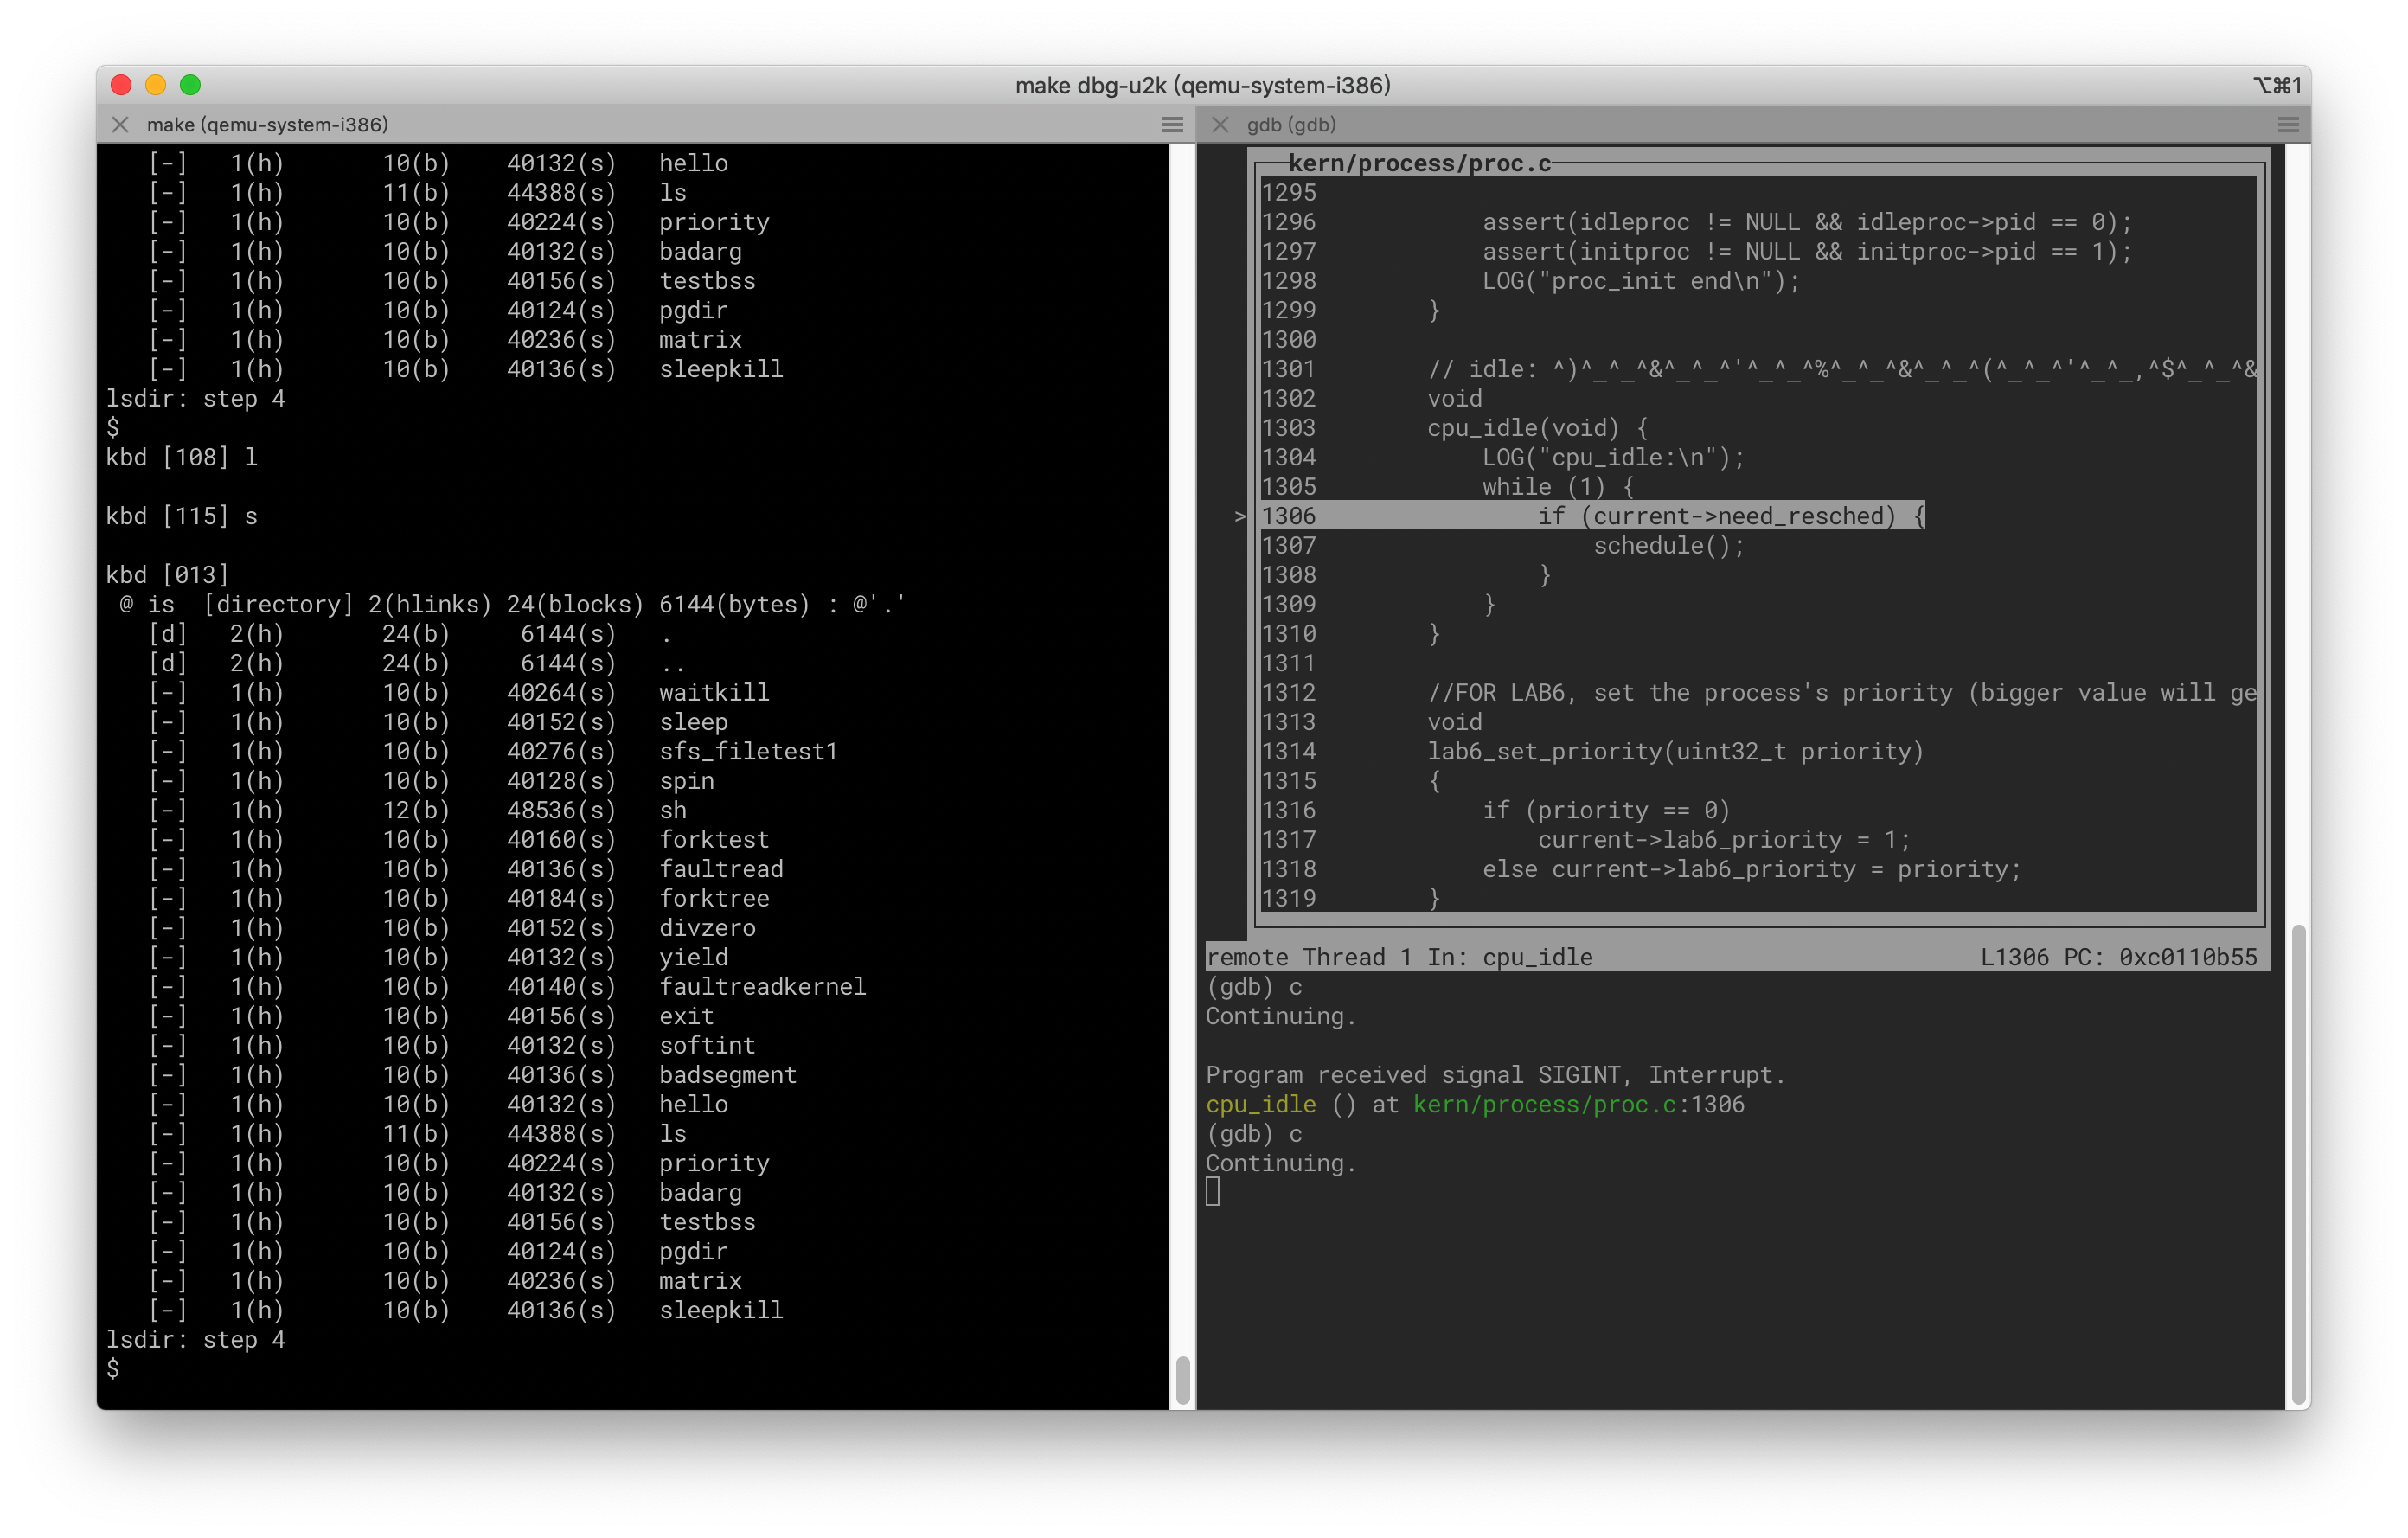 make dbg-u2k (qemu-system-i386)
⌥⌘1
make (qemu-system-i386)
[-] 1(h) 10(b) 40132(s) hello
[-] 1(h) 11(b) 44388(s) ls
[-] 1(h) 10(b) 40224(s) priority
[-] 1(h) 10(b) 40132(s) badarg
[-] 1(h) 10(b) 40156(s) testbss
[-] 1(h) 10(b) 40124(s) pgdir
[-] 1(h) 10(b) 40236(s) matrix
[-] 1(h) 10(b) 40136(s) sleepkill
lsdir: step 4
$
kbd [108] l
kbd [115] s
kbd [013]
@ is [directory] 2(hlinks) 24(blocks) 6144(bytes) : @'.'
[d] 2(h) 24(b) 6144(s) .
[d] 2(h) 24(b) 6144(s) ..
[-] 1(h) 10(b) 40264(s) waitkill
[-] 1(h) 10(b) 40152(s) sleep
[-] 1(h) 10(b) 40276(s) sfs_filetest1
[-] 1(h) 10(b) 40128(s) spin
[-] 1(h) 12(b) 48536(s) sh
[-] 1(h) 10(b) 40160(s) forktest
[-] 1(h) 10(b) 40136(s) faultread
[-] 1(h) 10(b) 40184(s) forktree
[-] 1(h) 10(b) 40152(s) divzero
[-] 1(h) 10(b) 40132(s) yield
[-] 1(h) 10(b) 40140(s) faultreadkernel
[-] 1(h) 10(b) 40156(s) exit
[-] 1(h) 10(b) 40132(s) softint
[-] 1(h) 10(b) 40136(s) badsegment
[-] 1(h) 10(b) 40132(s) hello
[-] 1(h) 11(b) 44388(s) ls
[-] 1(h) 10(b) 40224(s) priority
[-] 1(h) 10(b) 40132(s) badarg
[-] 1(h) 10(b) 40156(s) testbss
[-] 1(h) 10(b) 40124(s) pgdir
[-] 1(h) 10(b) 40236(s) matrix
[-] 1(h) 10(b) 40136(s) sleepkill
lsdir: step 4
$
gdb (gdb)
kern/process/proc.c
1295
1296 assert(idleproc != NULL && idleproc->pid == 0);
1297 assert(initproc != NULL && initproc->pid == 1);
1298 LOG("proc_init end\n");
1299 }
1300
1301 // idle: ^)^_^_^&^_^_^'^_^_^%^_^_^&^_^_^(^_^_^'^_^_,^$^_^_^&
1302 void
1303 cpu_idle(void) {
1304 LOG("cpu_idle:\n");
1305 while (1) {
> 1306 if (current->need_resched) {
1307 schedule();
1308 }
1309 }
1310 }
1311
1312 //FOR LAB6, set the process's priority (bigger value will ge
1313 void
1314 lab6_set_priority(uint32_t priority)
1315 {
1316 if (priority == 0)
1317 current->lab6_priority = 1;
1318 else current->lab6_priority = priority;
1319 }
remote Thread 1 In: cpu_idle L1306 PC: 0xc0110b55
(gdb) c
Continuing.
Program received signal SIGINT, Interrupt.
cpu_idle () at kern/process/proc.c:1306
(gdb) c
Continuing.